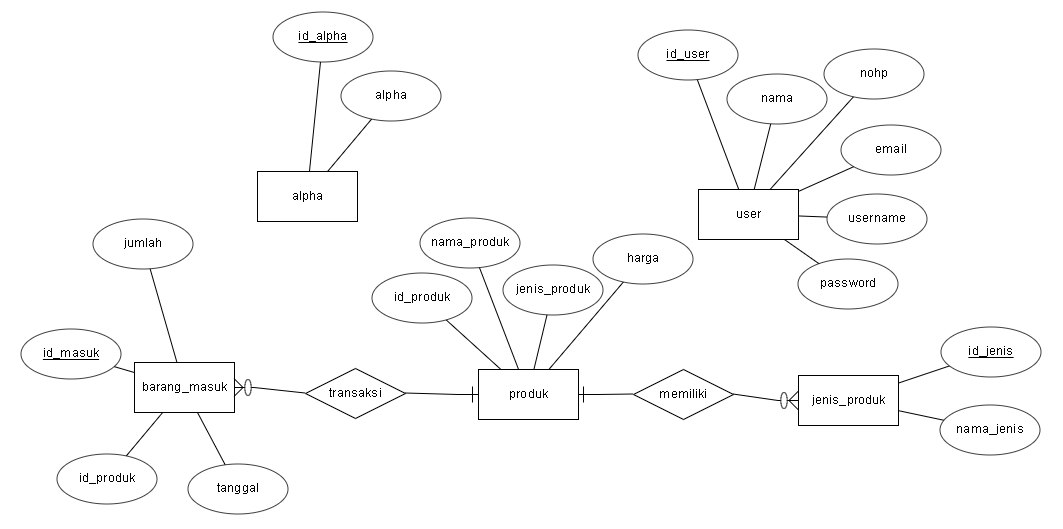 id_alpha
alpha
alpha
id_user
nama
nohp
email
username
password
user
jumlah
id_masuk
barang_masuk
id_produk
tanggal
transaksi
nama_produk
id_produk
jenis_produk
harga
produk
memiliki
jenis_produk
id_jenis
nama_jenis